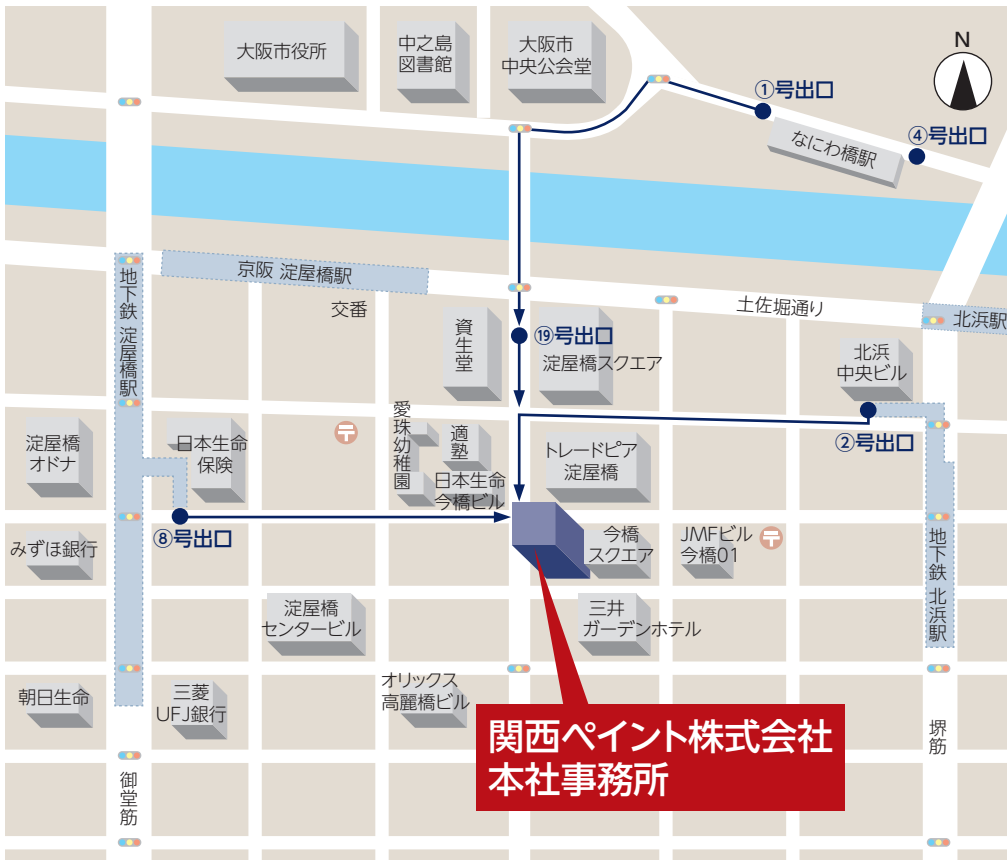 大阪市役所
中之島
図書館
大阪市
中央公会堂
N
①号出口
④号出口
なにわ橋駅
京阪 淀屋橋駅
地下鉄 淀屋橋駅
交番
土佐堀通り
北浜駅
資生堂
⑲号出口
淀屋橋スクエア
北浜
中央ビル
②号出口
淀屋橋
オドナ
日本生命
保険
愛珠幼稚園
適塾
日本生命
今橋ビル
トレードピア
淀屋橋
⑧号出口
みずほ銀行
今橋
スクエア
JMFビル
今橋01
地下鉄 北浜駅
淀屋橋
センタービル
三井
ガーデンホテル
朝日生命
三菱
UFJ銀行
オリックス
高麗橋ビル
関西ペイント株式会社
本社事務所
御堂筋
堺筋